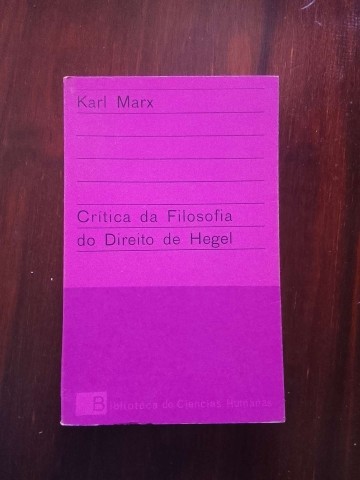 Karl Marx
Crítica da Filosofia
do Direito de Hegel
Biblioteca de Ciências Humanas